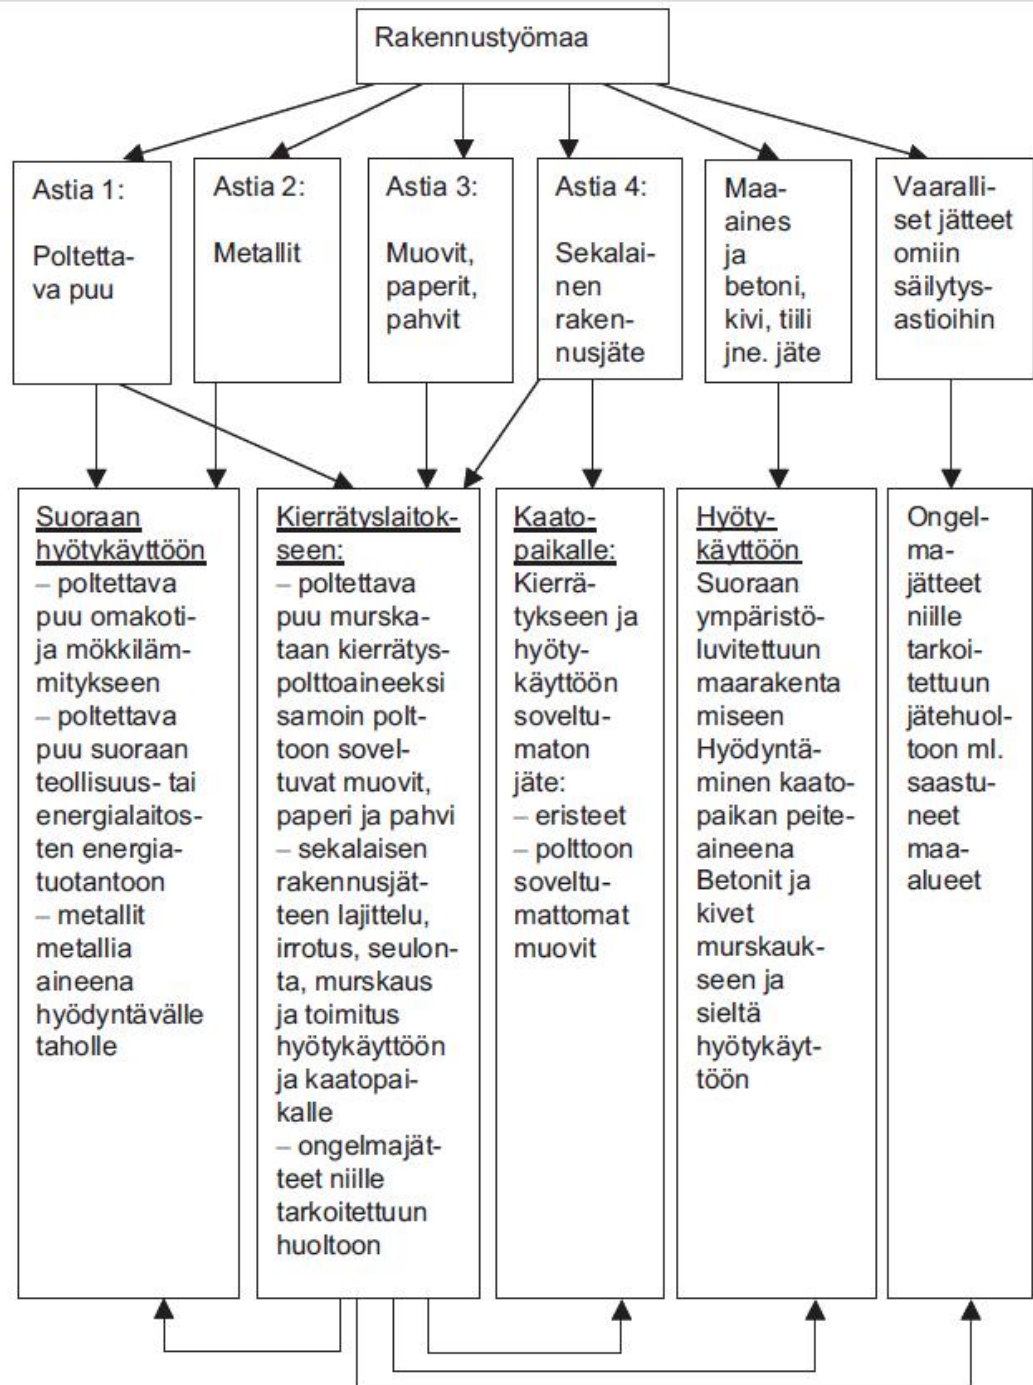 Rakennustyömaa
Astia 1:
Poltetta-
va puu
Astia 2:
Metallit
Astia 3:
Muovit,
paperit,
pahvit
Astia 4:
Sekalai-
nen
raken-
nusjäte
Maa-
aines
ja
betoni,
kivi, tiili
jne. jäte
Vaaralli-
set jätteet
omiin
säilytys-
astioihin
Suoraan
hyötykäyttöön
– poltettava
puu omakoti-
ja mökkiläm-
mitykseen
– poltettava
puu suoraan
teollisuus- tai
energialaitos-
ten energia-
tuotantoon
– metallit
metallia
aineena
hyödyntävälle
taholle
Kierrätyslaitok-
seen:
– poltettava
puu murska-
taan kierrätys-
polttoaineeksi
samoin polt-
toon sovel-
tuvat muovit,
paperi ja pahvi
– sekalaisen
rakennusjät-
teen lajittelu,
irrotus, seulon-
ta, murskaus
ja toimitus
hyötykäyttöön
ja kaatopai-
kalle
– ongelmajät-
teet niille
tarkoitettuun
huoltoon
Kaato-
paikalle:
Kierrä-
tykseen ja
hyöty-
käyttöön
soveltu-
maton
jäte:
– eristeet
– polttoon
soveltu-
mattomat
muovit
Hyöty-
käyttöön
Suoraan
ympäristö-
luvitettuun
maarakenta
miseen
Hyödyntä-
minen kaato-
paikan peite-
aineena
Betonit ja
kivet
murskauk-
seen ja
sieltä
hyötykäyt-
töön
Ongel-
ma-
jätteet
niille
tarkoi-
tettuun
jätehuol-
toon ml.
saastu-
neet
maa-
alueet